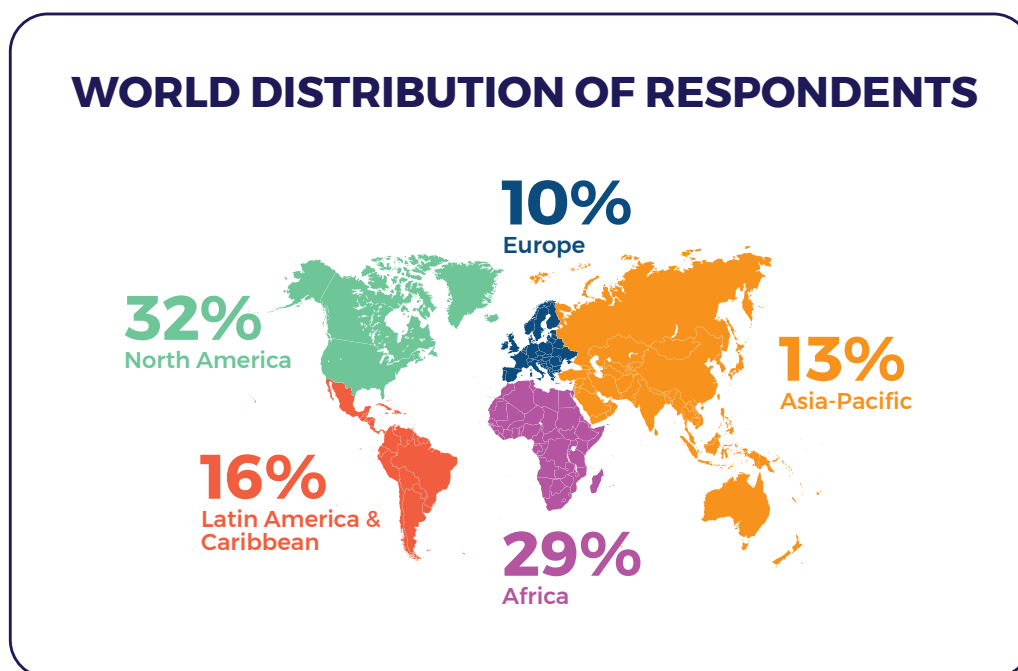 WORLD DISTRIBUTION OF RESPONDENTS
10%
Europe
32%
North America
13%
Asia-Pacific
16%
Latin America &
Caribbean
29%
Africa